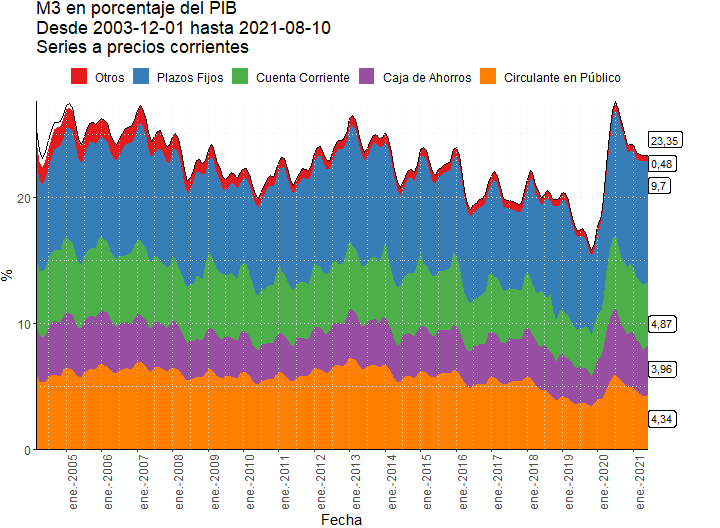 M3 en porcentaje del PIB
Desde 2003-12-01 hasta 2021-08-10
Series a precios corrientes
Otros Plazos Fijos Cuenta Corriente Caja de Ahorros Circulante en Público
23,35
0,48
9,7
20
%
10
4,87
3,96
4,34
0
ene.-2005 ene.-2006 ene.-2007 ene.-2008 ene.-2009 ene.-2010 ene.-2011 ene.-2012 ene.-2013 ene.-2014 ene.-2015 ene.-2016 ene.-2017 ene.-2018 ene.-2019 ene.-2020 ene.-2021
Fecha